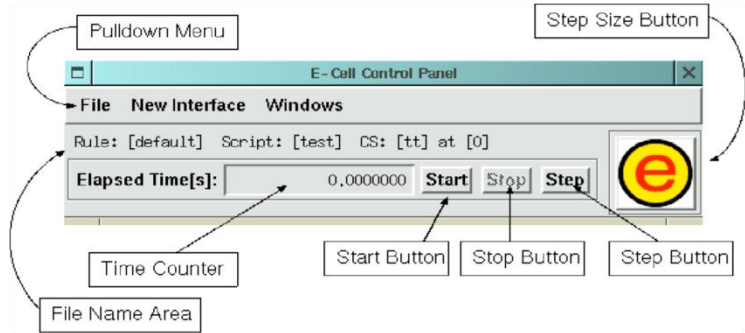 Step Size Button
Pulldown Menu
E-Cell Control Panel
File New Interface Windows
Rule: [default] Script: [test] CS: [tt] at [0]
e
Elapsed Time[s]: 0.0000000 Start Stop Step
Time Counter
Start Button
Stop Button
Step Button
File Name Area